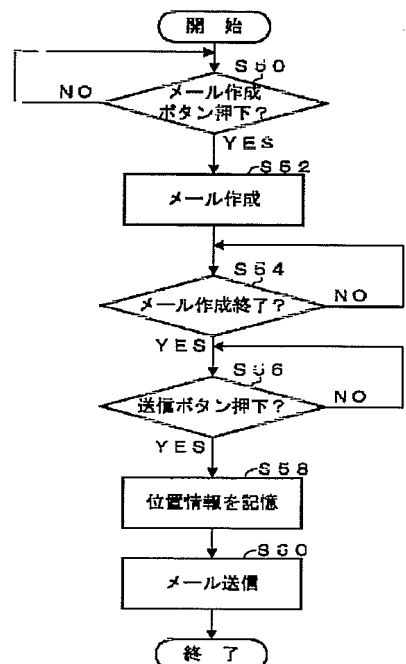 開 始
S50
メール作成
ボタン押下？
NO
YES
S52
メール作成
S54
メール作成終了？
NO
YES
S56
送信ボタン押下？
NO
YES
S58
位置情報を記憶
S60
メール送信
終 了